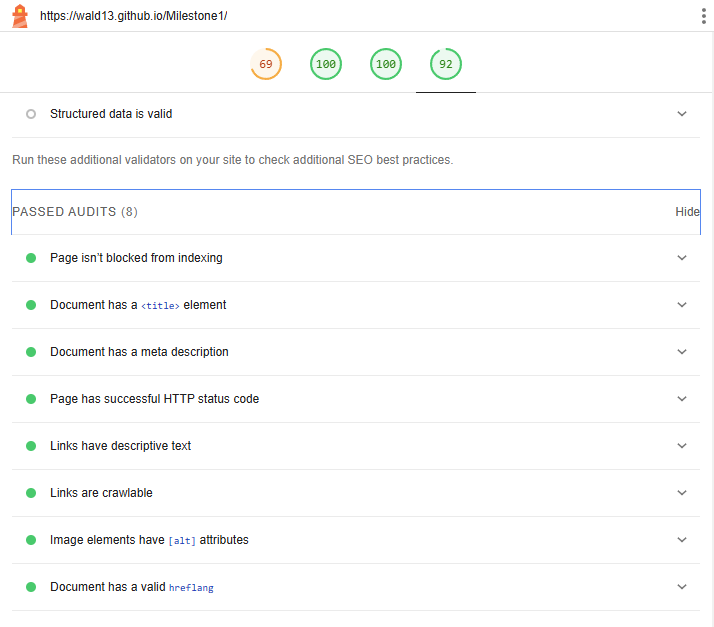 https://wald13.github.io/Milestone1/
69 100 100 92
Structured data is valid
Run these additional validators on your site to check additional SEO best practices.
PASSED AUDITS (8) Hide
Page isn't blocked from indexing
Document has a <title> element
Document has a meta description
Page has successful HTTP status code
Links have descriptive text
Links are crawlable
Image elements have [alt] attributes
Document has a valid hreflang